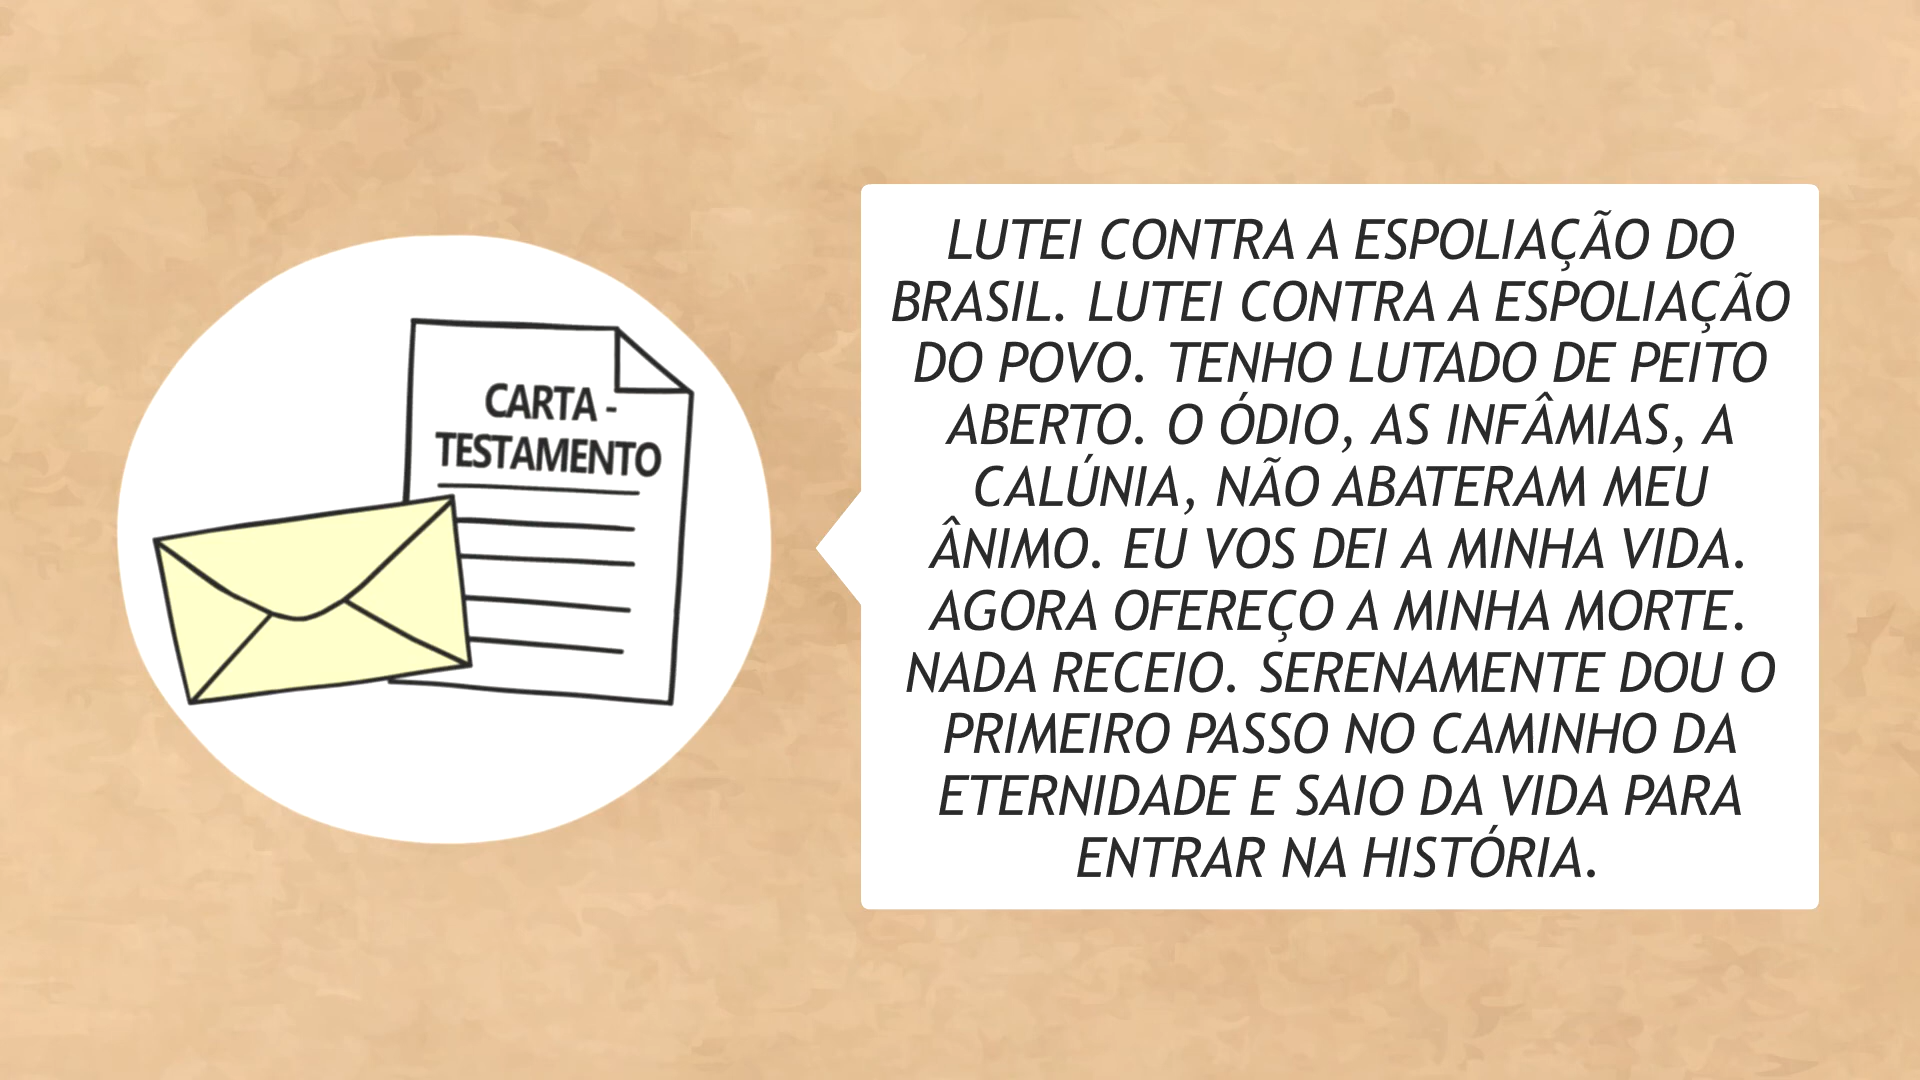 CARTA -
TESTAMENTO
LUTEI CONTRA A ESPOLIAÇÃO DO
BRASIL. LUTEI CONTRA A ESPOLIAÇÃO
DO POVO. TENHO LUTADO DE PEITO
ABERTO. O ÓDIO, AS INFÂMIAS, A
CALÚNIA, NÃO ABATERAM MEU
ÂNIMO. EU VOS DEI A MINHA VIDA.
AGORA OFEREÇO A MINHA MORTE.
NADA RECEIO. SERENAMENTE DOU O
PRIMEIRO PASSO NO CAMINHO DA
ETERNIDADE E SAIO DA VIDA PARA
ENTRAR NA HISTÓRIA.